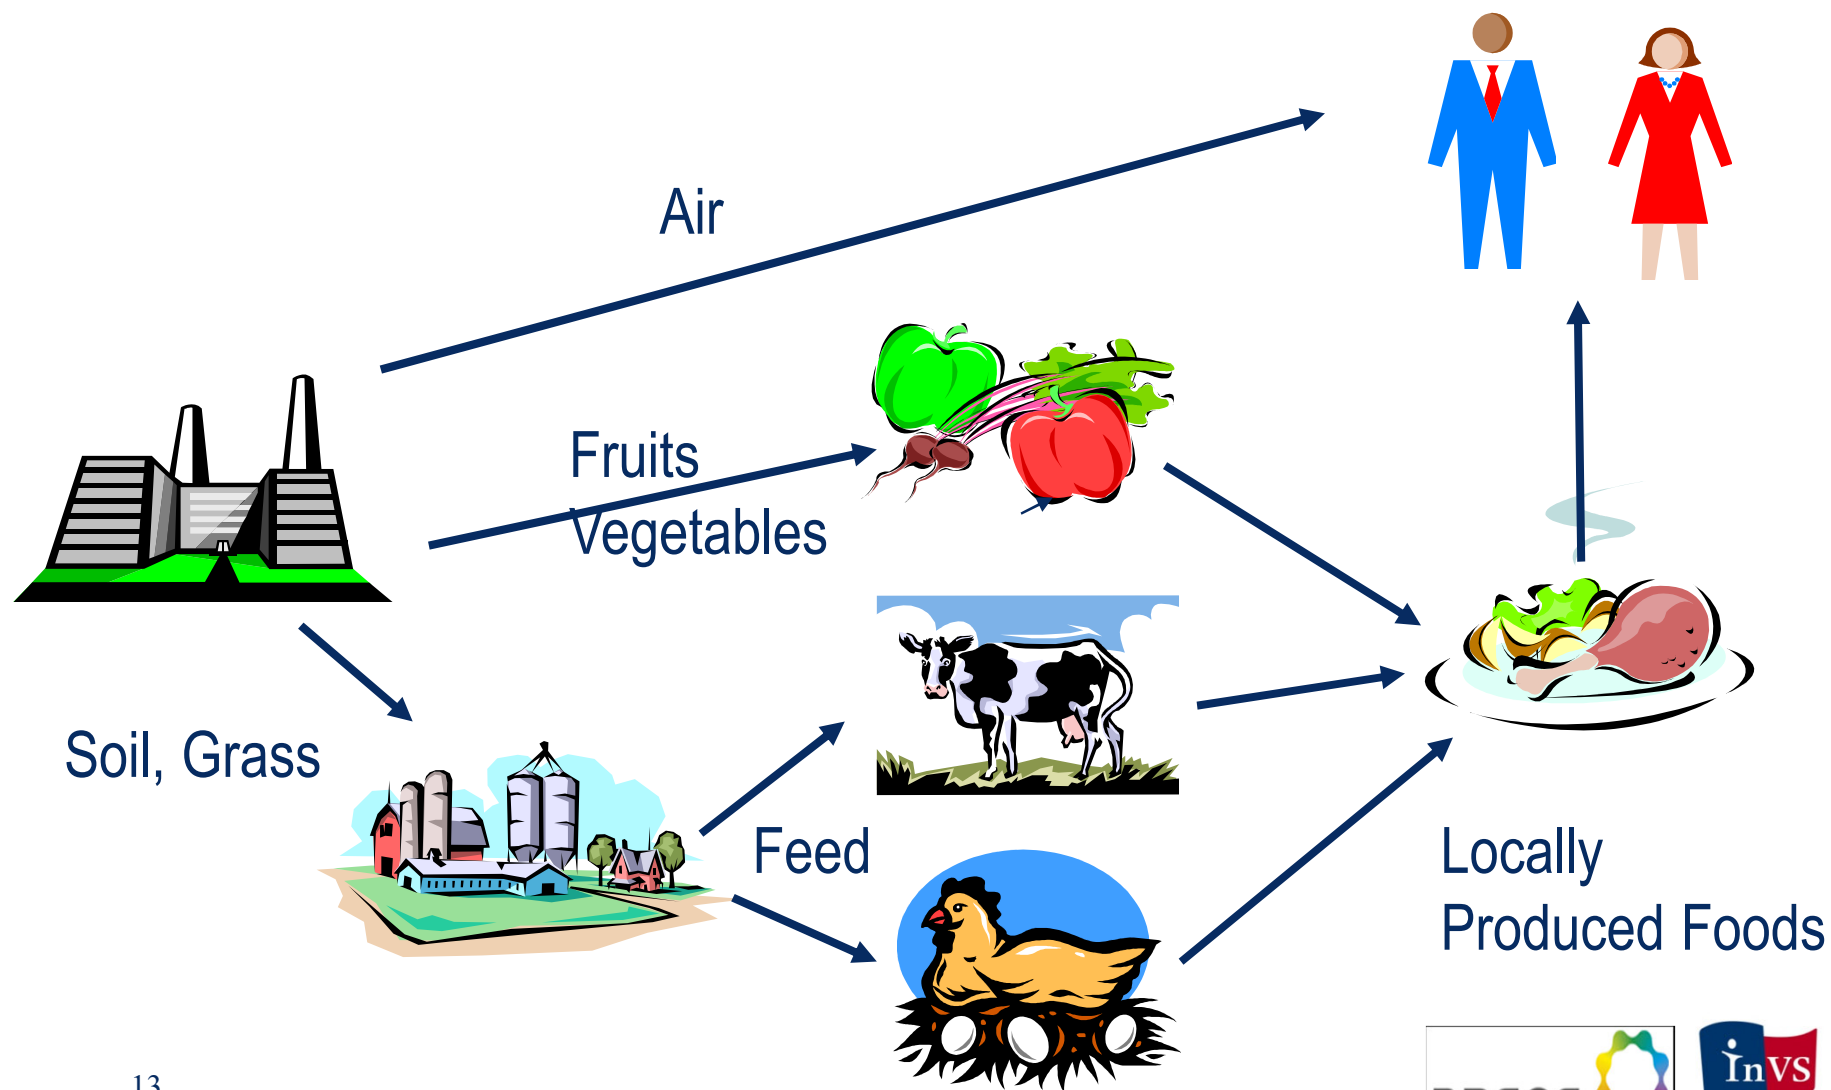 Air
Fruits
Vegetables
Soil, Grass
Feed
Locally
Produced Foods
13
InVS